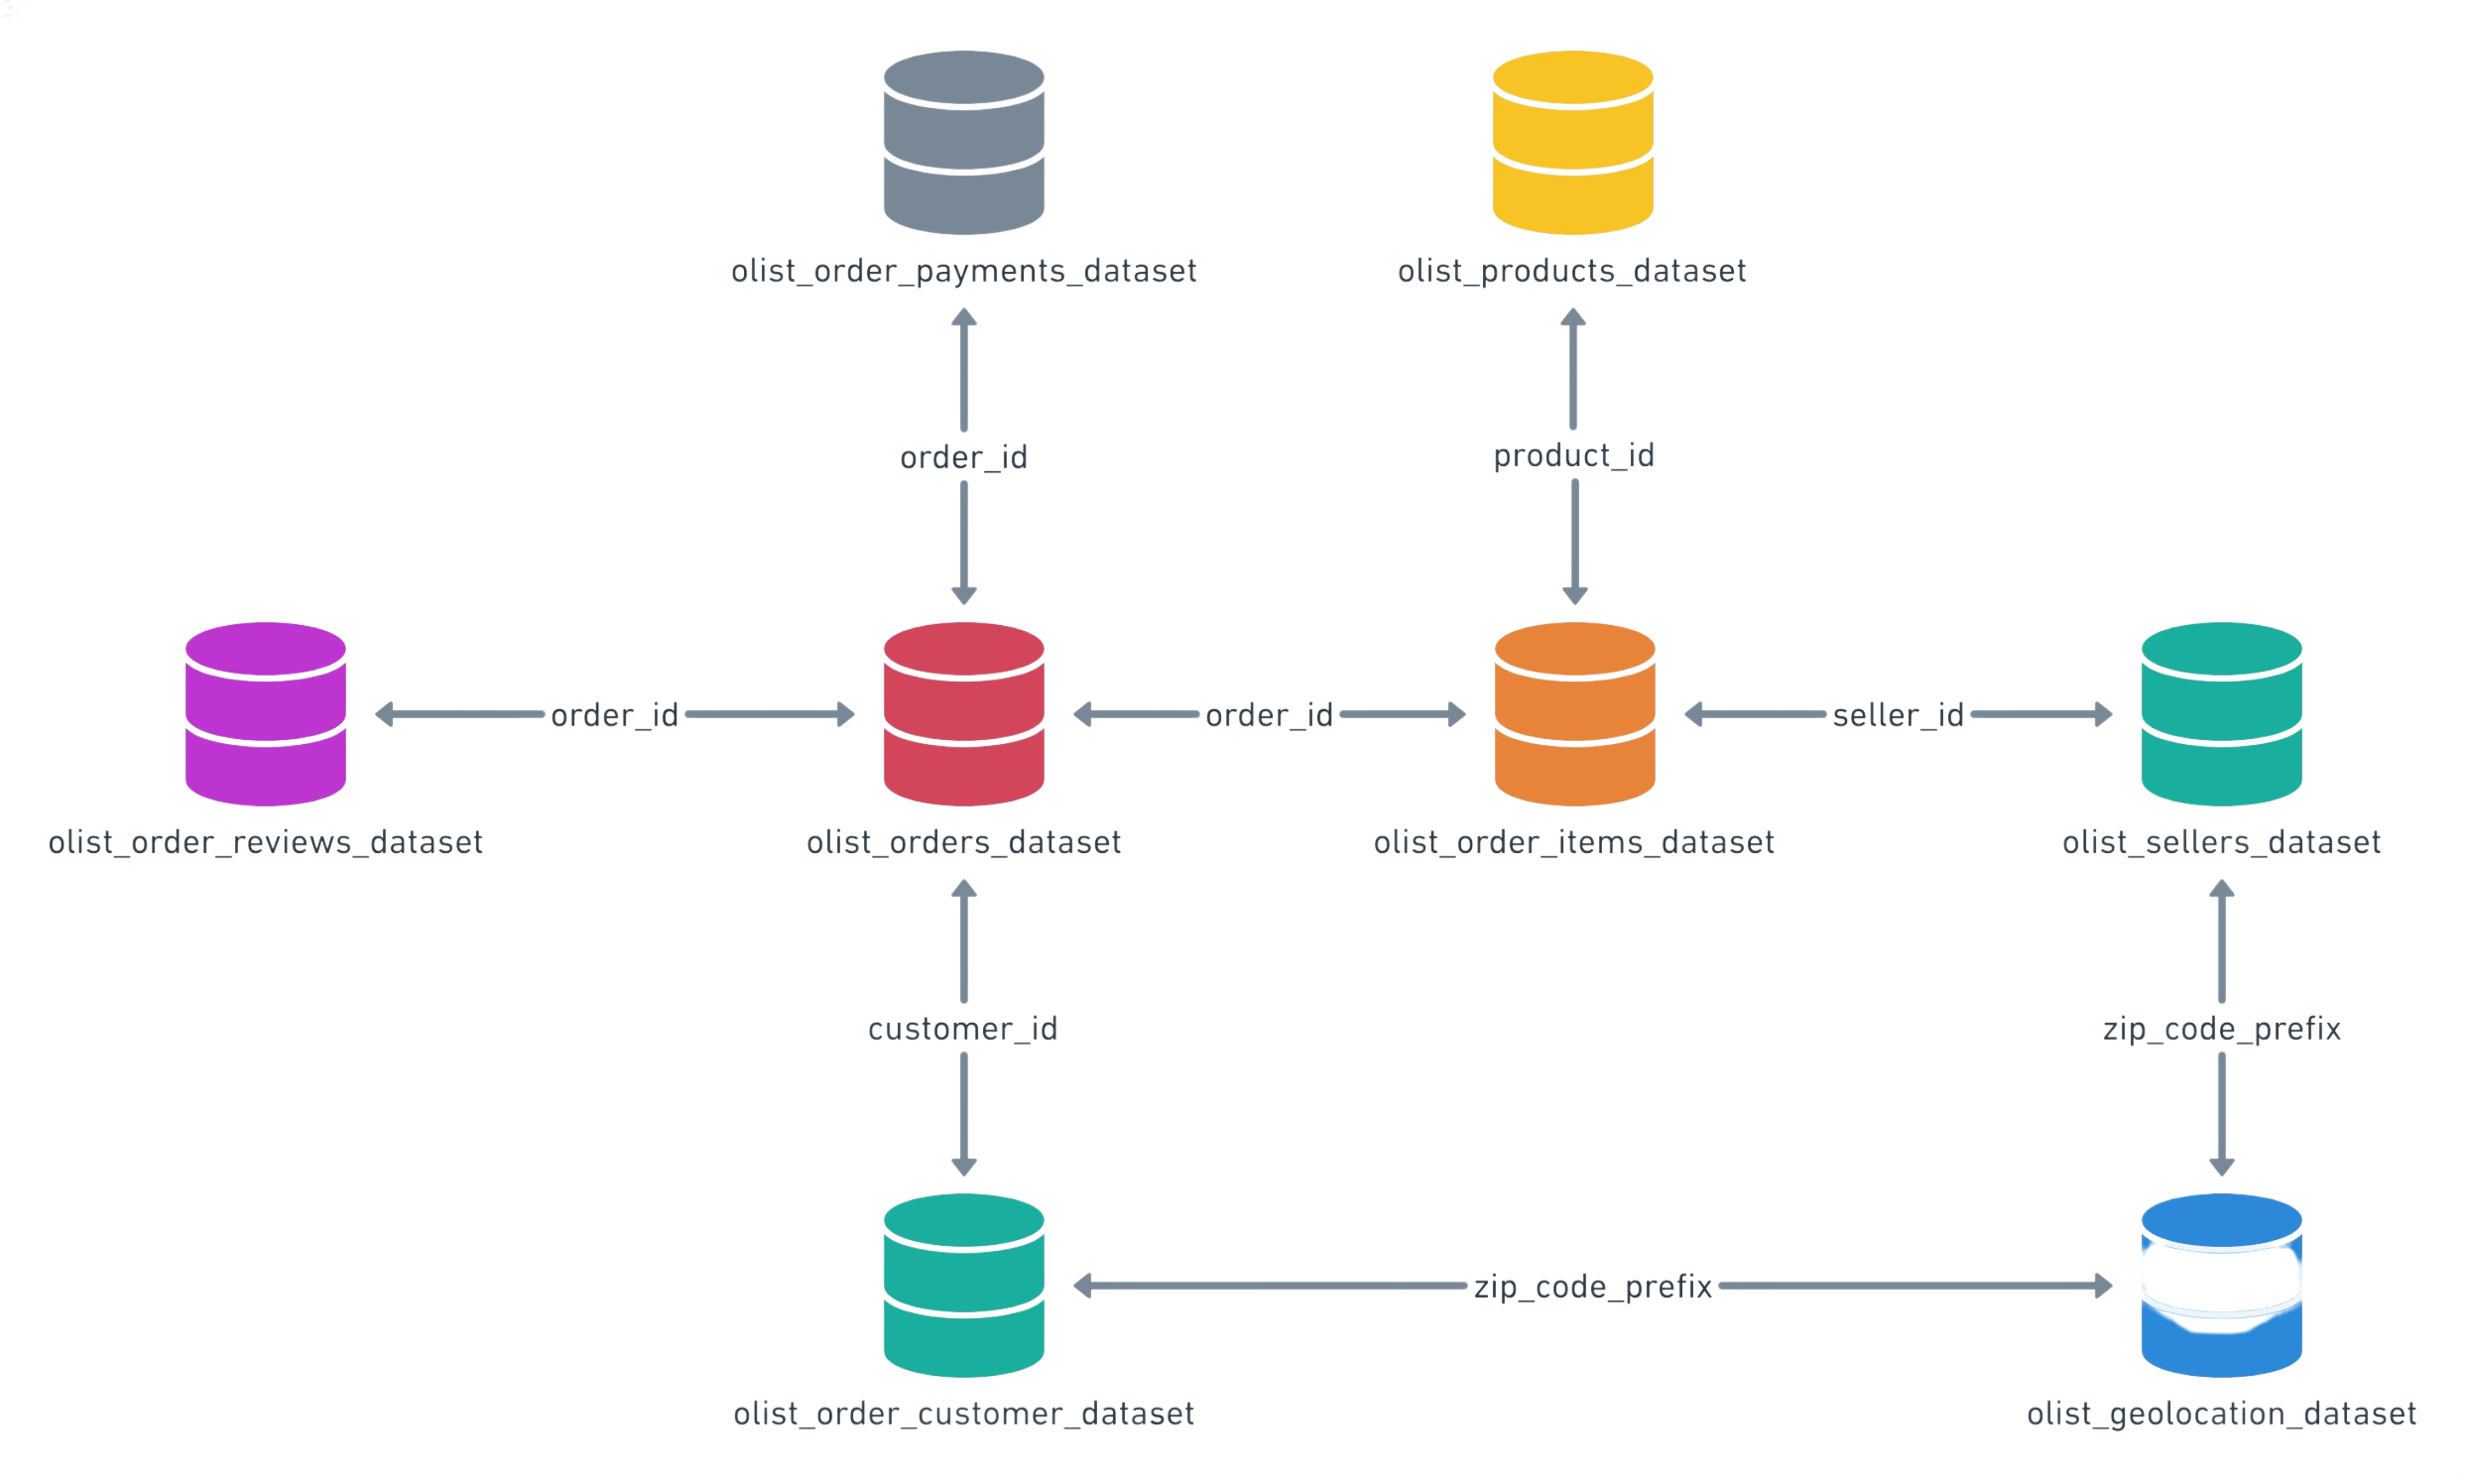 olist_order_payments_dataset
olist_products_dataset
order_id
product_id
order_id
order_id
seller_id
olist_order_reviews_dataset
olist_orders_dataset
olist_order_items_dataset
olist_sellers_dataset
customer_id
zip_code_prefix
zip_code_prefix
olist_order_customer_dataset
olist_geolocation_dataset